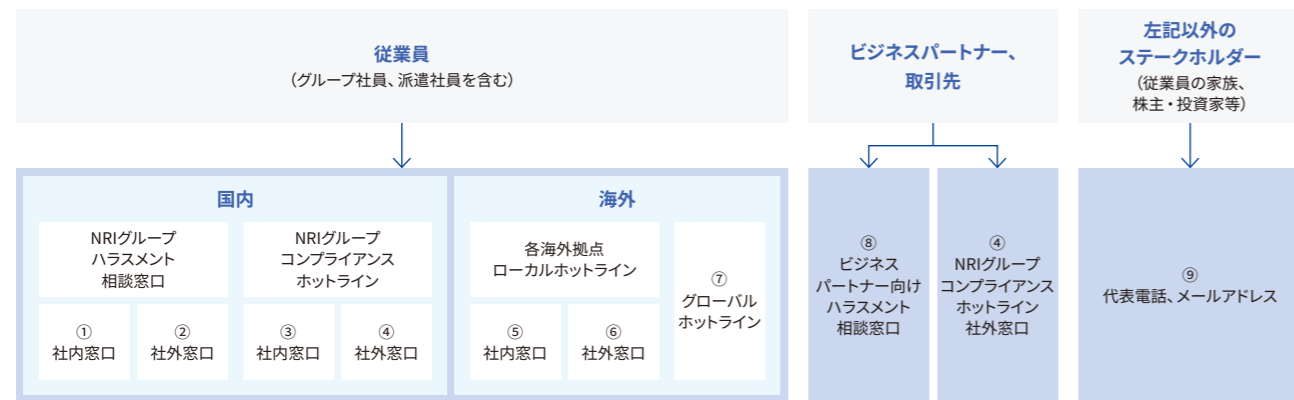 従業員
（グループ社員、派遣社員を含む）
ビジネスパートナー、
取引先
左記以外の
ステークホルダー
（従業員の家族、
株主・投資家等）
国内
NRIグループ
ハラスメント
相談窓口
NRIグループ
コンプライアンス
ホットライン
①
社内窓口
②
社外窓口
③
社内窓口
④
社外窓口
海外
各海外拠点
ローカルホットライン
⑤
社内窓口
⑥
社外窓口
⑦
グローバル
ホットライン
⑧
ビジネス
パートナー向け
ハラスメント
相談窓口
④
NRIグループ
コンプライアンス
ホットライン
社外窓口
⑨
代表電話、メールアドレス